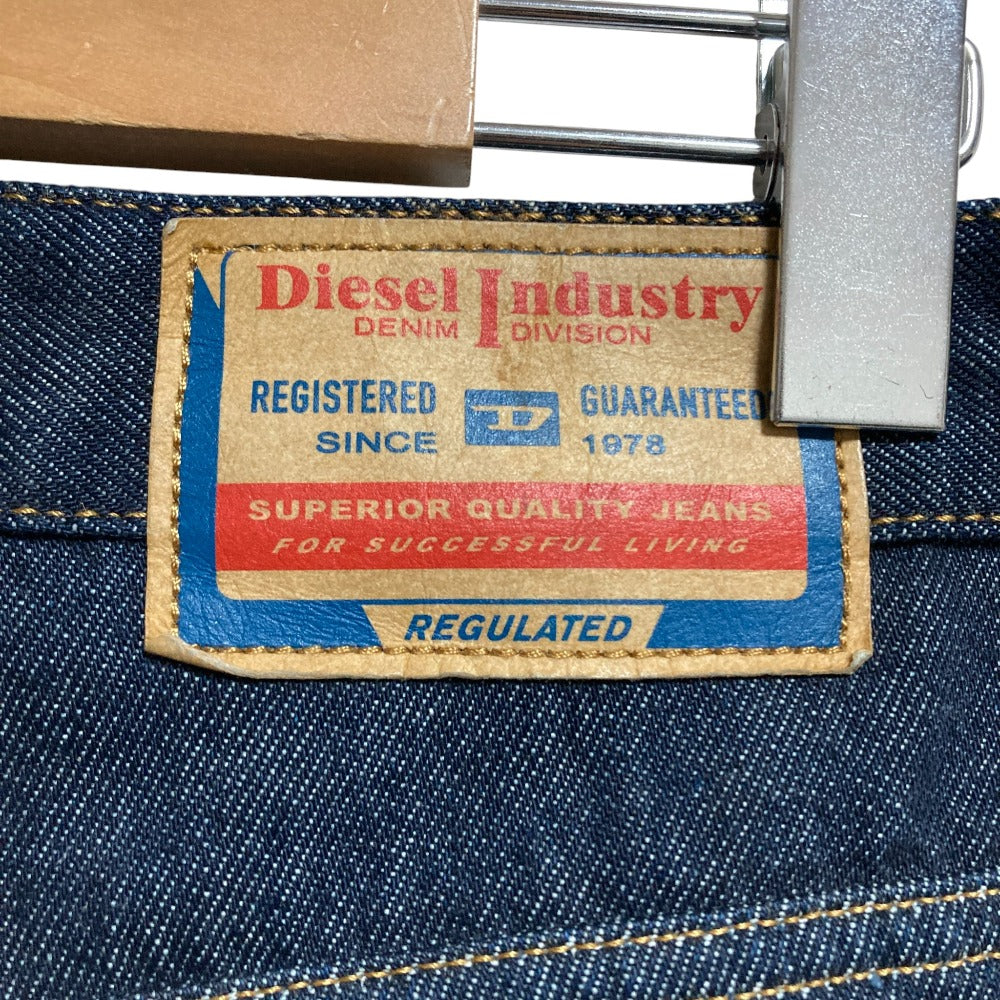 Diesel Industry
DENIM DIVISION
REGISTERED D GUARANTEED
SINCE 1978
SUPERIOR QUALITY JEANS
FOR SUCCESSFUL LIVING
REGULATED